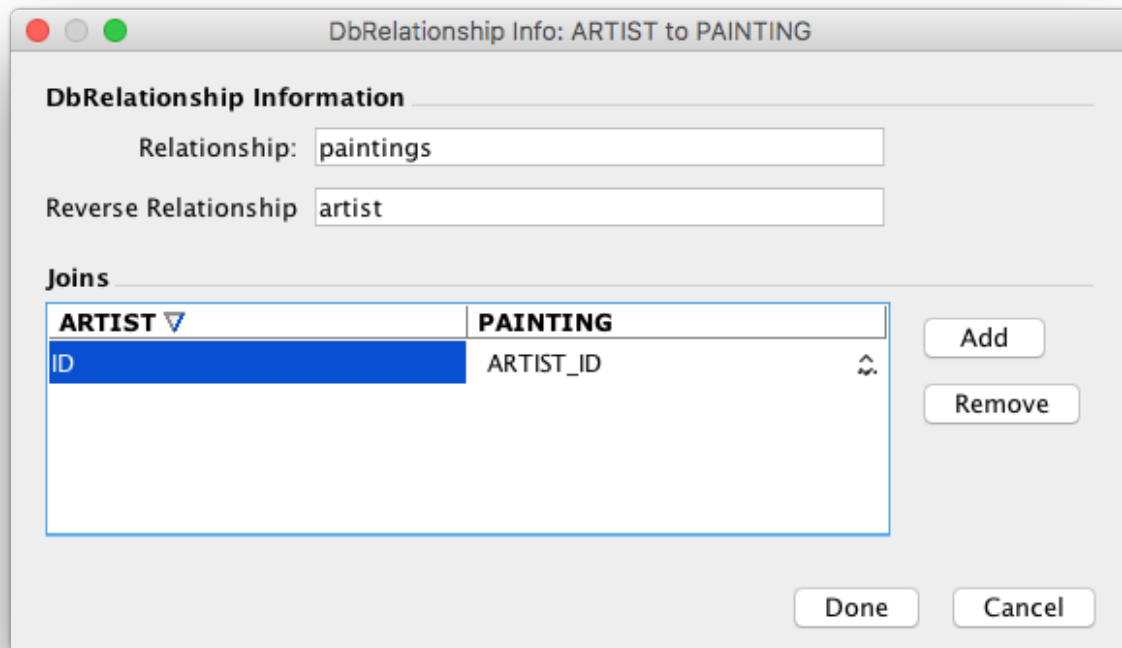 DbRelationship Info: ARTIST to PAINTING
DbRelationship Information
Relationship: paintings
Reverse Relationship artist
Joins
ARTIST PAINTING
ID ARTIST_ID
Add
Remove
Done Cancel